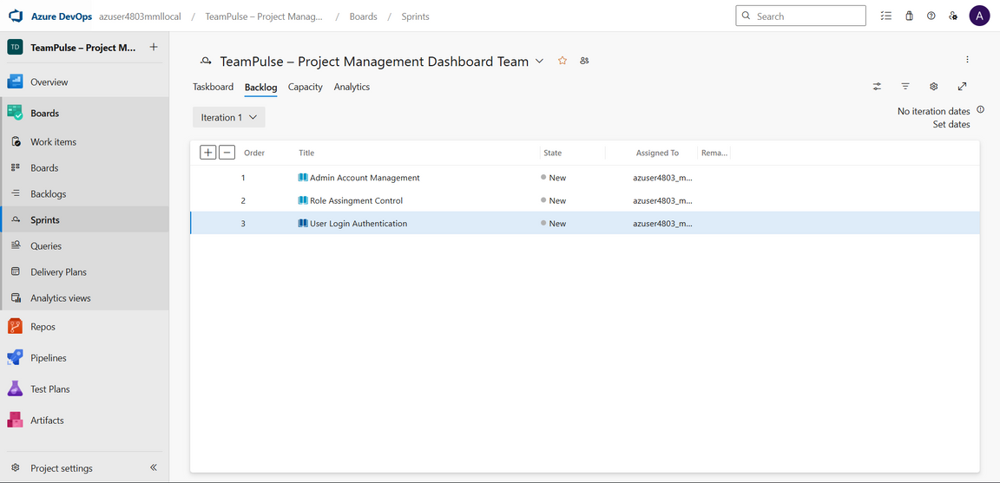 Azure DevOps azuser4803mmllocal / TeamPulse – Project Manag... / Boards / Sprints
Search
A
TD TeamPulse – Project M... +
Overview
Boards
Work items
Boards
Backlogs
Sprints
Queries
Delivery Plans
Analytics views
Repos
Pipelines
Test Plans
Artifacts
Project settings
TeamPulse – Project Management Dashboard Team
Taskboard Backlog Capacity Analytics
Iteration 1
No iteration dates
Set dates
Order Title State Assigned To Rema...
1 Admin Account Management New azuser4803_m...
2 Role Assingment Control New azuser4803_m...
3 User Login Authentication New azuser4803_m...